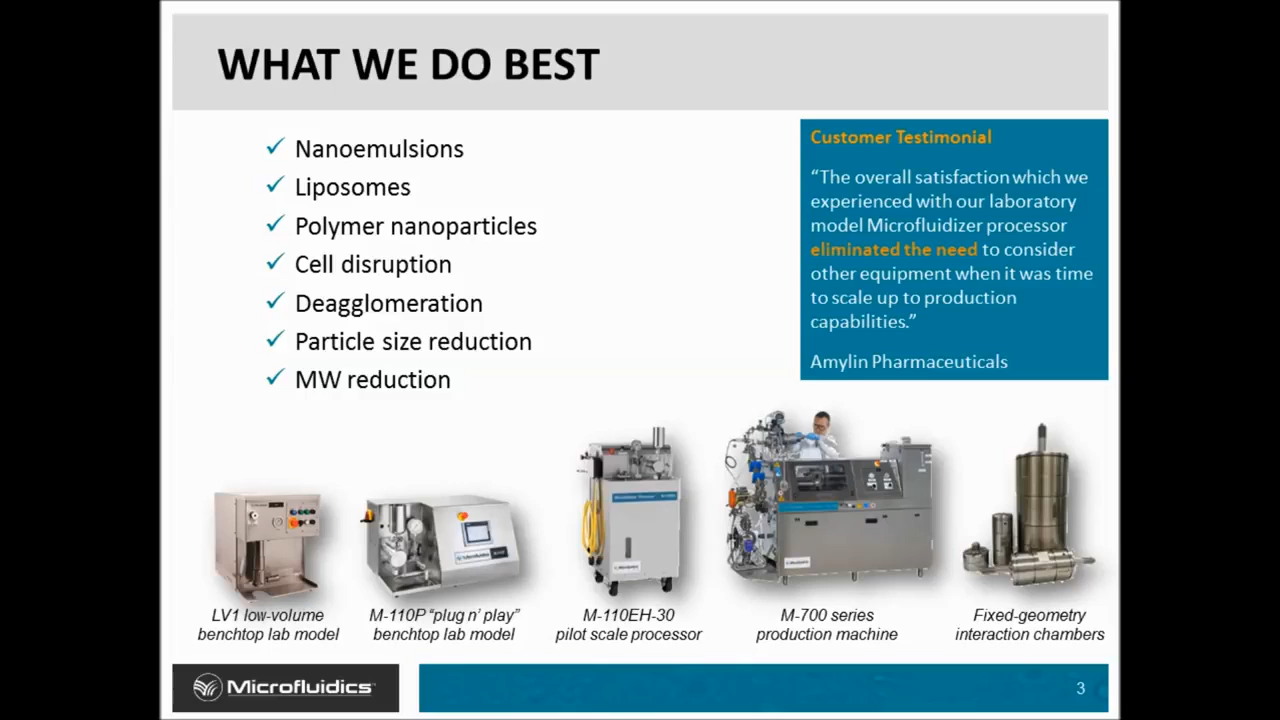 WHAT WE DO BEST
✓ Nanoemulsions
✓ Liposomes
✓ Polymer nanoparticles
✓ Cell disruption
✓ Deagglomeration
✓ Particle size reduction
✓ MW reduction
Customer Testimonial
“The overall satisfaction which we
experienced with our laboratory
model Microfluidizer processor
eliminated the need to consider
other equipment when it was time
to scale up to production
capabilities.”
Amylin Pharmaceuticals
LV1 low-volume
benchtop lab model
M-110P “plug n’ play”
benchtop lab model
M-110EH-30
pilot scale processor
M-700 series
production machine
Fixed-geometry
interaction chambers
Microfluidics
3